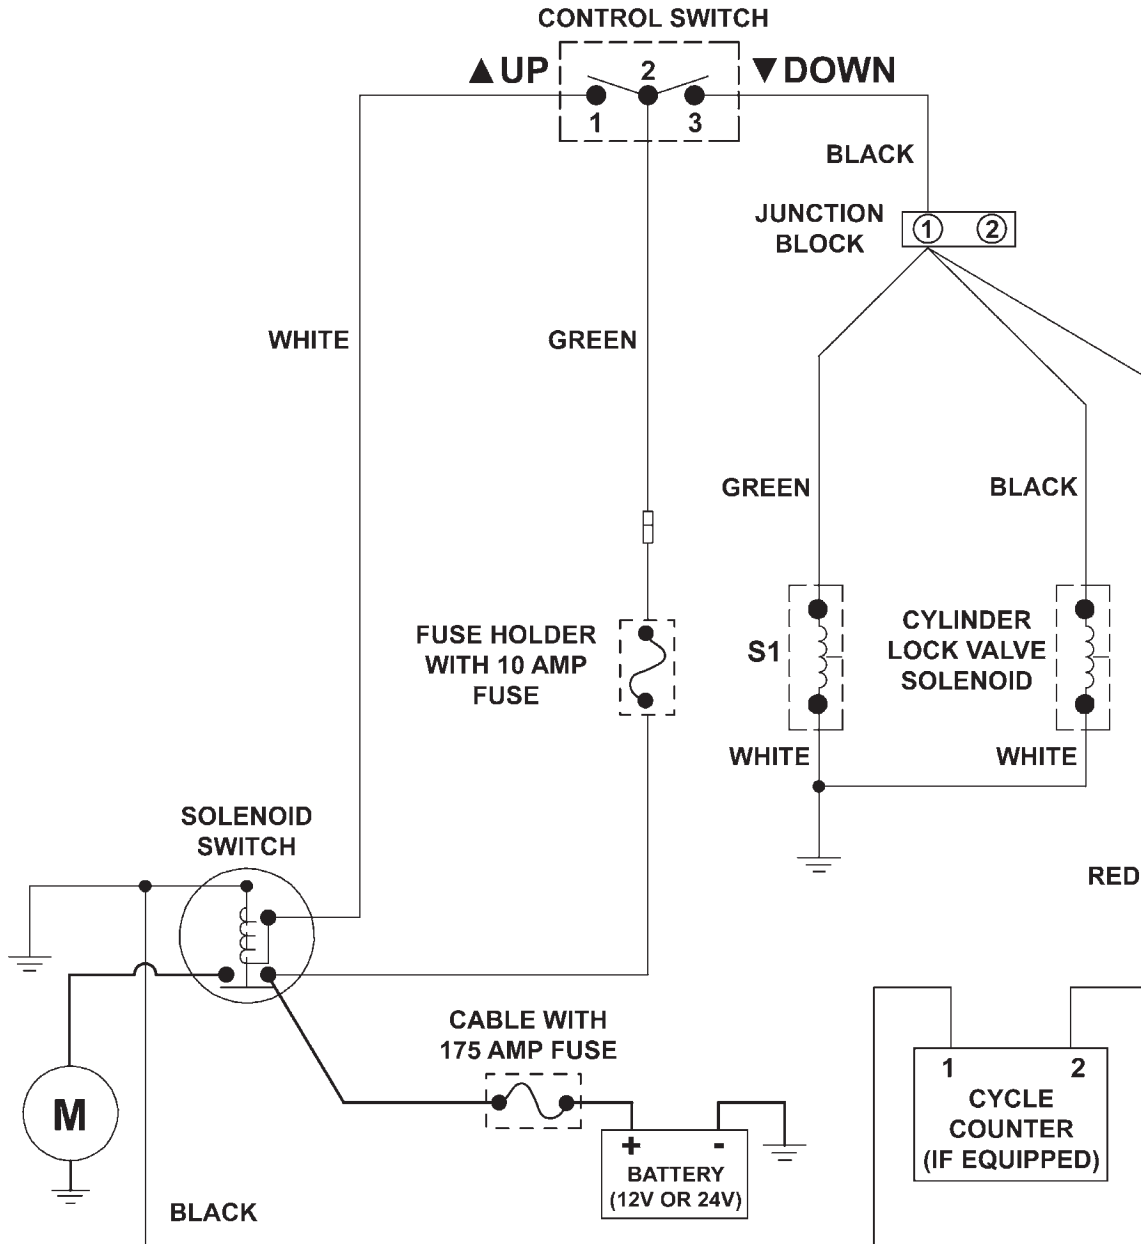 CONTROL SWITCH
▲UP
2
▼DOWN
1
3
BLACK
JUNCTION
BLOCK
1
2
WHITE
GREEN
GREEN
BLACK
FUSE HOLDER
WITH 10 AMP
FUSE
S1
CYLINDER
LOCK VALVE
SOLENOID
WHITE
WHITE
SOLENOID
SWITCH
RED
CABLE WITH
175 AMP FUSE
M
+
-
BATTERY
(12V OR 24V)
1
2
CYCLE
COUNTER
(IF EQUIPPED)
BLACK